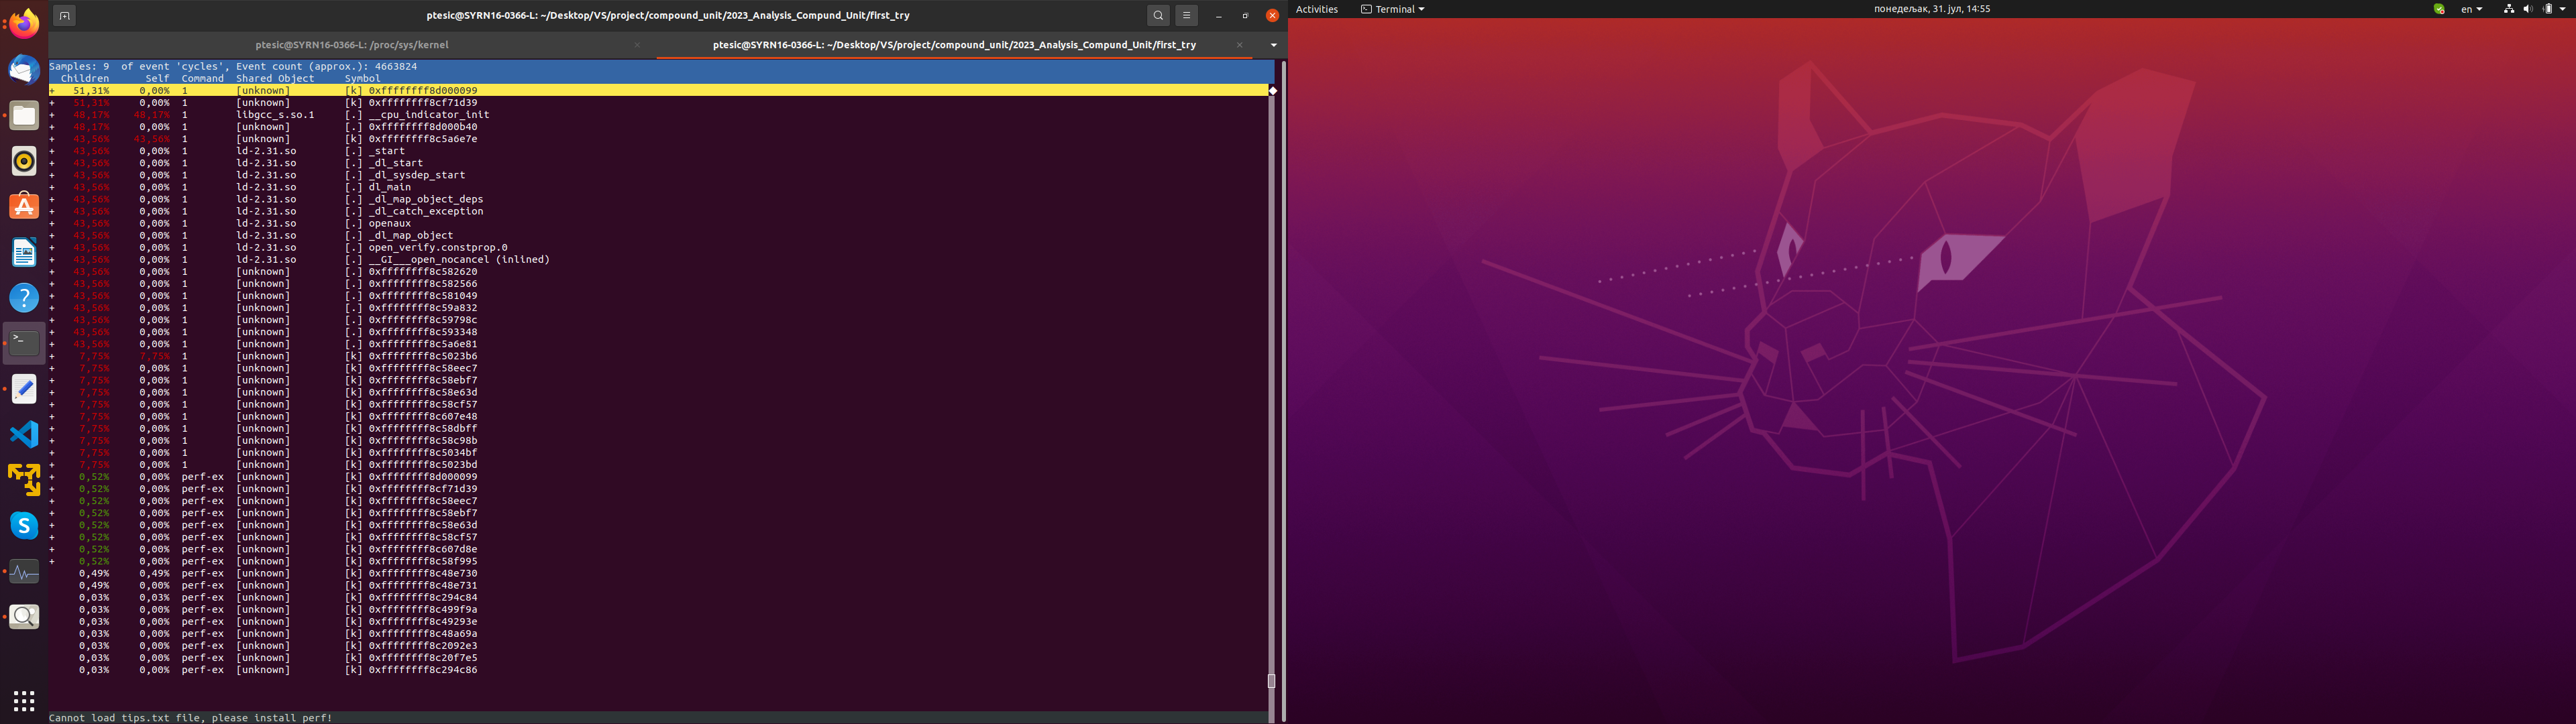 ptesic@SYRN16-0366-L: ~/Desktop/VS/project/compound_unit/2023_Analysis_Compund_Unit/first_try
ptesic@SYRN16-0366-L: /proc/sys/kernel
ptesic@SYRN16-0366-L: ~/Desktop/VS/project/compound_unit/2023_Analysis_Compund_Unit/first_try
Samples: 9  of event 'cycles', Event count (approx.): 4663824
Children  Self  Command  Shared Object  Symbol
+ 51,31% 0,00% 1 [unknown] [k] 0xffffffff8d000099
+ 51,31% 0,00% 1 [unknown] [k] 0xffffffff8cf71d39
+ 48,17% 48,17% 1 libgcc_s.so.1 [.] __cpu_indicator_init
+ 48,17% 0,00% 1 [unknown] [.] 0xffffffff8d000b40
+ 43,56% 43,56% 1 [unknown] [k] 0xffffffff8c5a6e7e
+ 43,56% 0,00% 1 ld-2.31.so [.] _start
+ 43,56% 0,00% 1 ld-2.31.so [.] _dl_start
+ 43,56% 0,00% 1 ld-2.31.so [.] _dl_sysdep_start
+ 43,56% 0,00% 1 ld-2.31.so [.] dl_main
+ 43,56% 0,00% 1 ld-2.31.so [.] _dl_map_object_deps
+ 43,56% 0,00% 1 ld-2.31.so [.] _dl_catch_exception
+ 43,56% 0,00% 1 ld-2.31.so [.] openaux
+ 43,56% 0,00% 1 ld-2.31.so [.] _dl_map_object
+ 43,56% 0,00% 1 ld-2.31.so [.] open_verify.constprop.0
+ 43,56% 0,00% 1 ld-2.31.so [.] __GI___open_nocancel (inlined)
+ 43,56% 0,00% 1 [unknown] [.] 0xffffffff8c582620
+ 43,56% 0,00% 1 [unknown] [.] 0xffffffff8c582566
+ 43,56% 0,00% 1 [unknown] [.] 0xffffffff8c581049
+ 43,56% 0,00% 1 [unknown] [.] 0xffffffff8c59a832
+ 43,56% 0,00% 1 [unknown] [.] 0xffffffff8c59798c
+ 43,56% 0,00% 1 [unknown] [.] 0xffffffff8c593348
+ 43,56% 0,00% 1 [unknown] [.] 0xffffffff8c5a6e81
+ 7,75% 7,75% 1 [unknown] [k] 0xffffffff8c5023b6
+ 7,75% 0,00% 1 [unknown] [k] 0xffffffff8c58eec7
+ 7,75% 0,00% 1 [unknown] [k] 0xffffffff8c58ebf7
+ 7,75% 0,00% 1 [unknown] [k] 0xffffffff8c58e63d
+ 7,75% 0,00% 1 [unknown] [k] 0xffffffff8c58cf57
+ 7,75% 0,00% 1 [unknown] [k] 0xffffffff8c607e48
+ 7,75% 0,00% 1 [unknown] [k] 0xffffffff8c58dbff
+ 7,75% 0,00% 1 [unknown] [k] 0xffffffff8c58c98b
+ 7,75% 0,00% 1 [unknown] [k] 0xffffffff8c5034bf
+ 7,75% 0,00% 1 [unknown] [k] 0xffffffff8c5023bd
+ 0,52% 0,00% perf-ex [unknown] [k] 0xffffffff8d000099
+ 0,52% 0,00% perf-ex [unknown] [k] 0xffffffff8cf71d39
+ 0,52% 0,00% perf-ex [unknown] [k] 0xffffffff8c58eec7
+ 0,52% 0,00% perf-ex [unknown] [k] 0xffffffff8c58ebf7
+ 0,52% 0,00% perf-ex [unknown] [k] 0xffffffff8c58e63d
+ 0,52% 0,00% perf-ex [unknown] [k] 0xffffffff8c58cf57
+ 0,52% 0,00% perf-ex [unknown] [k] 0xffffffff8c607d8e
+ 0,52% 0,00% perf-ex [unknown] [k] 0xffffffff8c58f995
0,49% 0,49% perf-ex [unknown] [k] 0xffffffff8c48e730
0,49% 0,00% perf-ex [unknown] [k] 0xffffffff8c48e731
0,03% 0,03% perf-ex [unknown] [k] 0xffffffff8c294c84
0,03% 0,00% perf-ex [unknown] [k] 0xffffffff8c499f9a
0,03% 0,00% perf-ex [unknown] [k] 0xffffffff8c49293e
0,03% 0,00% perf-ex [unknown] [k] 0xffffffff8c48a69a
0,03% 0,00% perf-ex [unknown] [k] 0xffffffff8c2092e3
0,03% 0,00% perf-ex [unknown] [k] 0xffffffff8c20f7e5
0,03% 0,00% perf-ex [unknown] [k] 0xffffffff8c294c86
Cannot load tips.txt file, please install perf!
Activities
Terminal
понедељак, 31. јул, 14:55
en